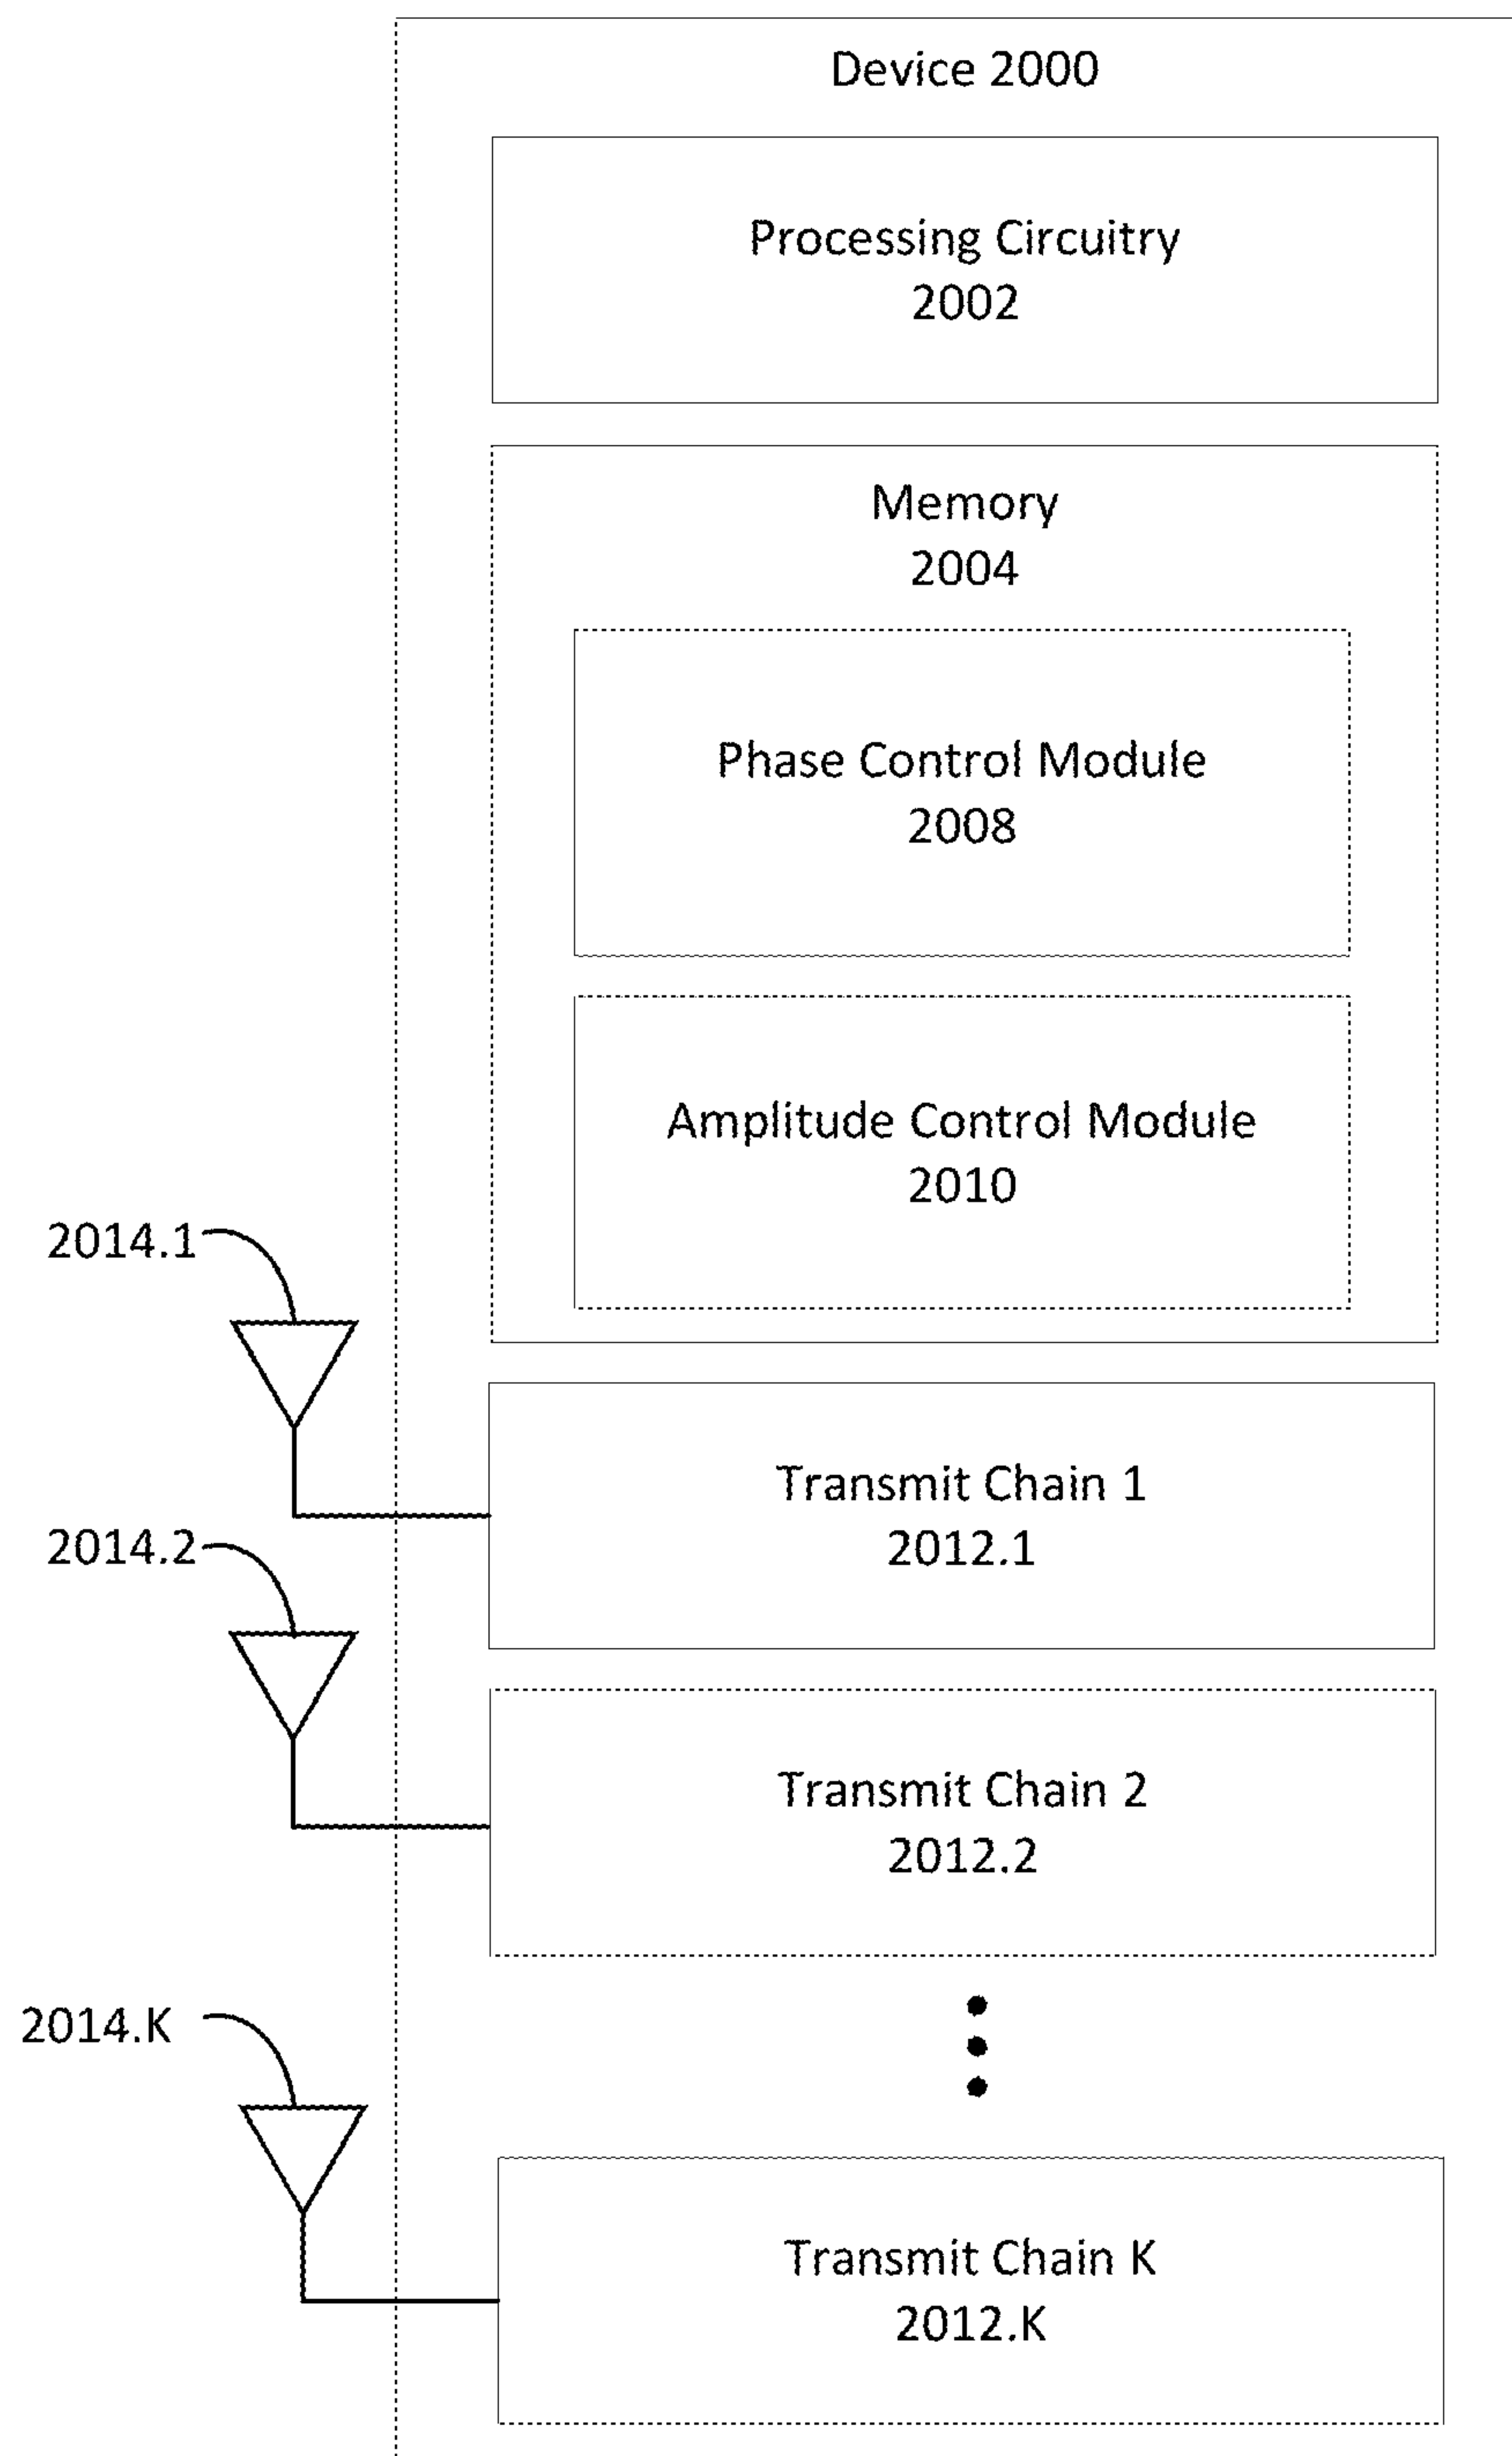 Device 2000
Processing Circuitry
2002
Memory
2004
Phase Control Module
2008
Amplitude Control Module
2010
2014.1
Transmit Chain 1
2012.1
2014.2
Transmit Chain 2
2012.2
2014.K
Transmit Chain K
2012.K